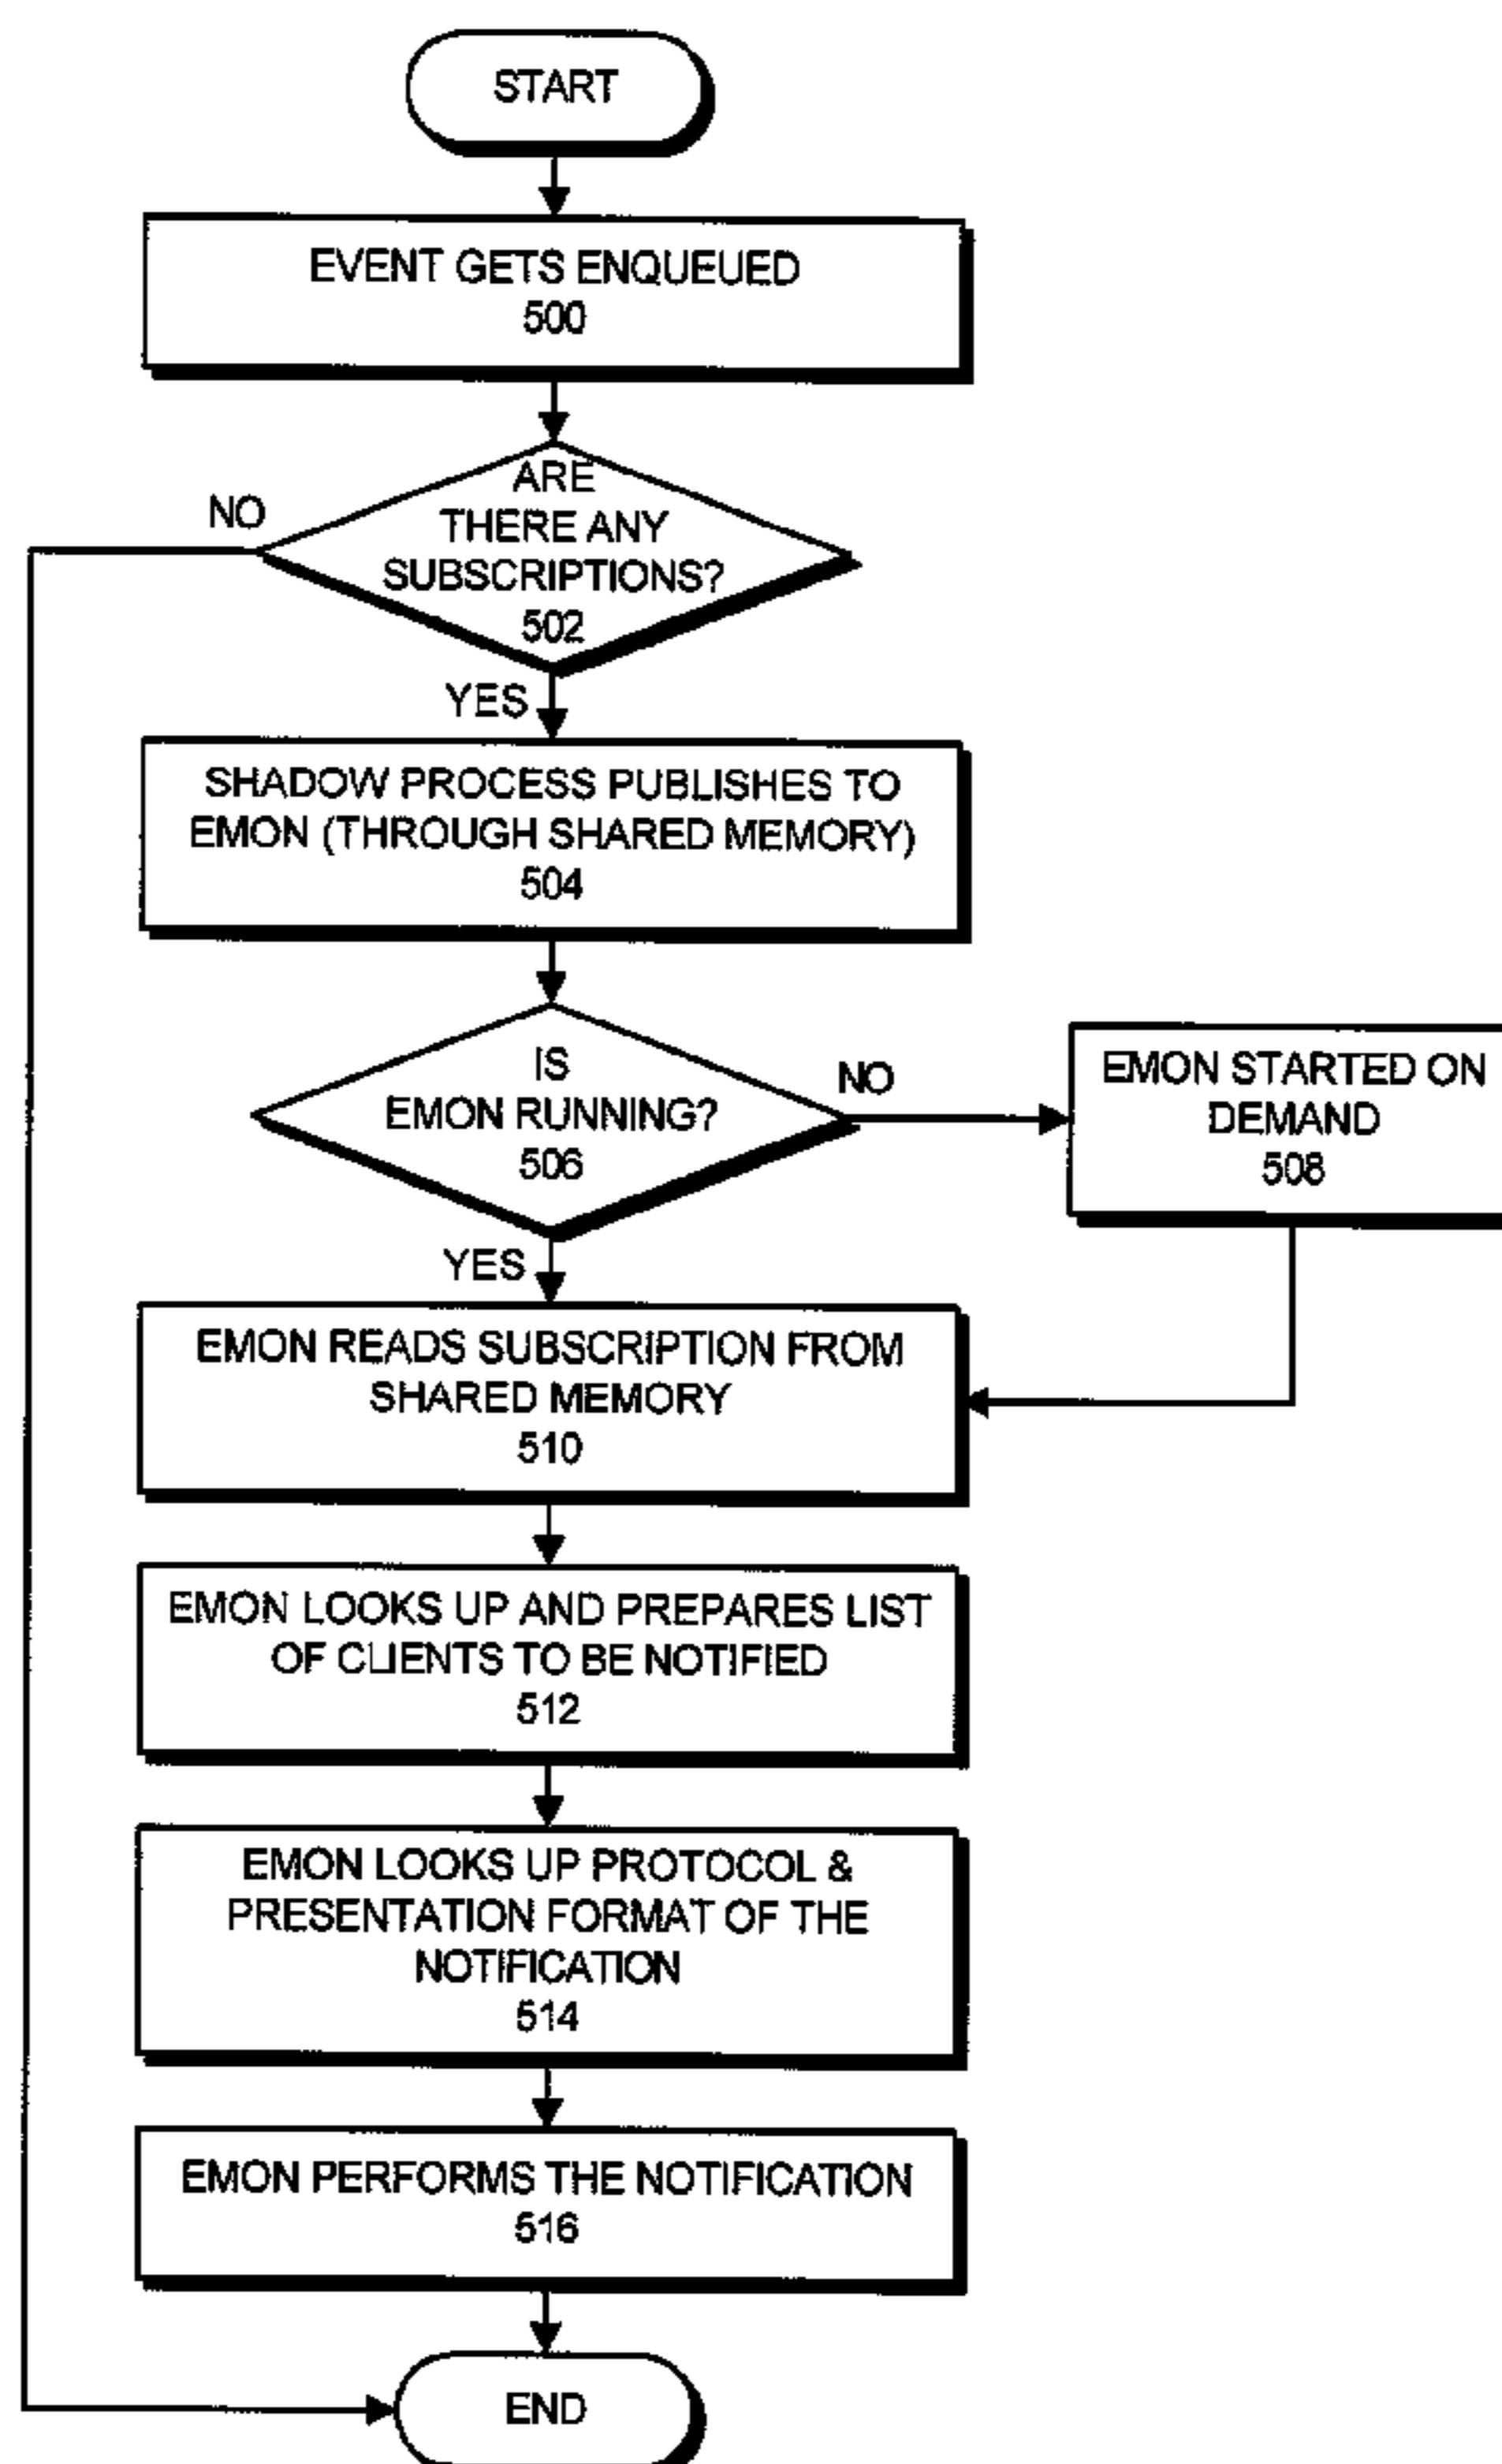 START
EVENT GETS ENQUEUED
500
ARE
THERE ANY
SUBSCRIPTIONS?
502
NO
YES
SHADOW PROCESS PUBLISHES TO
EMON (THROUGH SHARED MEMORY)
504
IS
EMON RUNNING?
506
NO
EMON STARTED ON
DEMAND
508
YES
EMON READS SUBSCRIPTION FROM
SHARED MEMORY
510
EMON LOOKS UP AND PREPARES LIST
OF CLIENTS TO BE NOTIFIED
512
EMON LOOKS UP PROTOCOL &
PRESENTATION FORMAT OF THE
NOTIFICATION
514
EMON PERFORMS THE NOTIFICATION
516
END